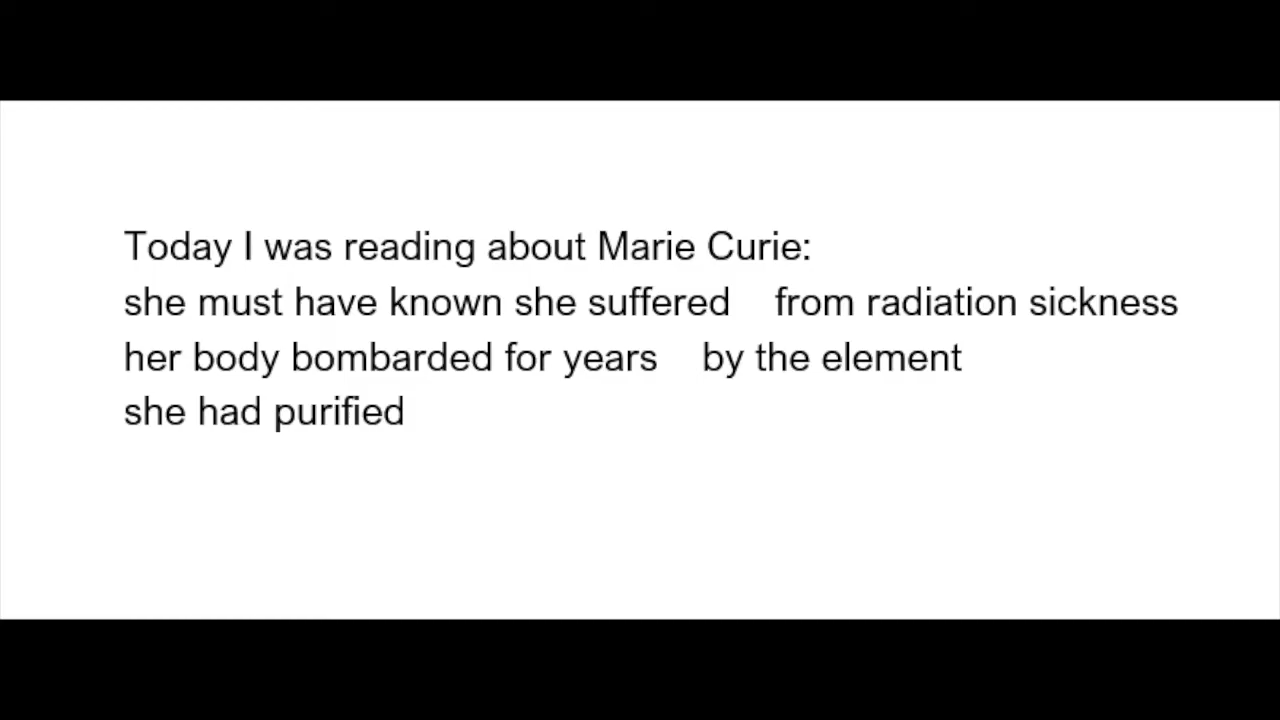 Today I was reading about Marie Curie:
she must have known she suffered    from radiation sickness
her body bombarded for years    by the element
she had purified